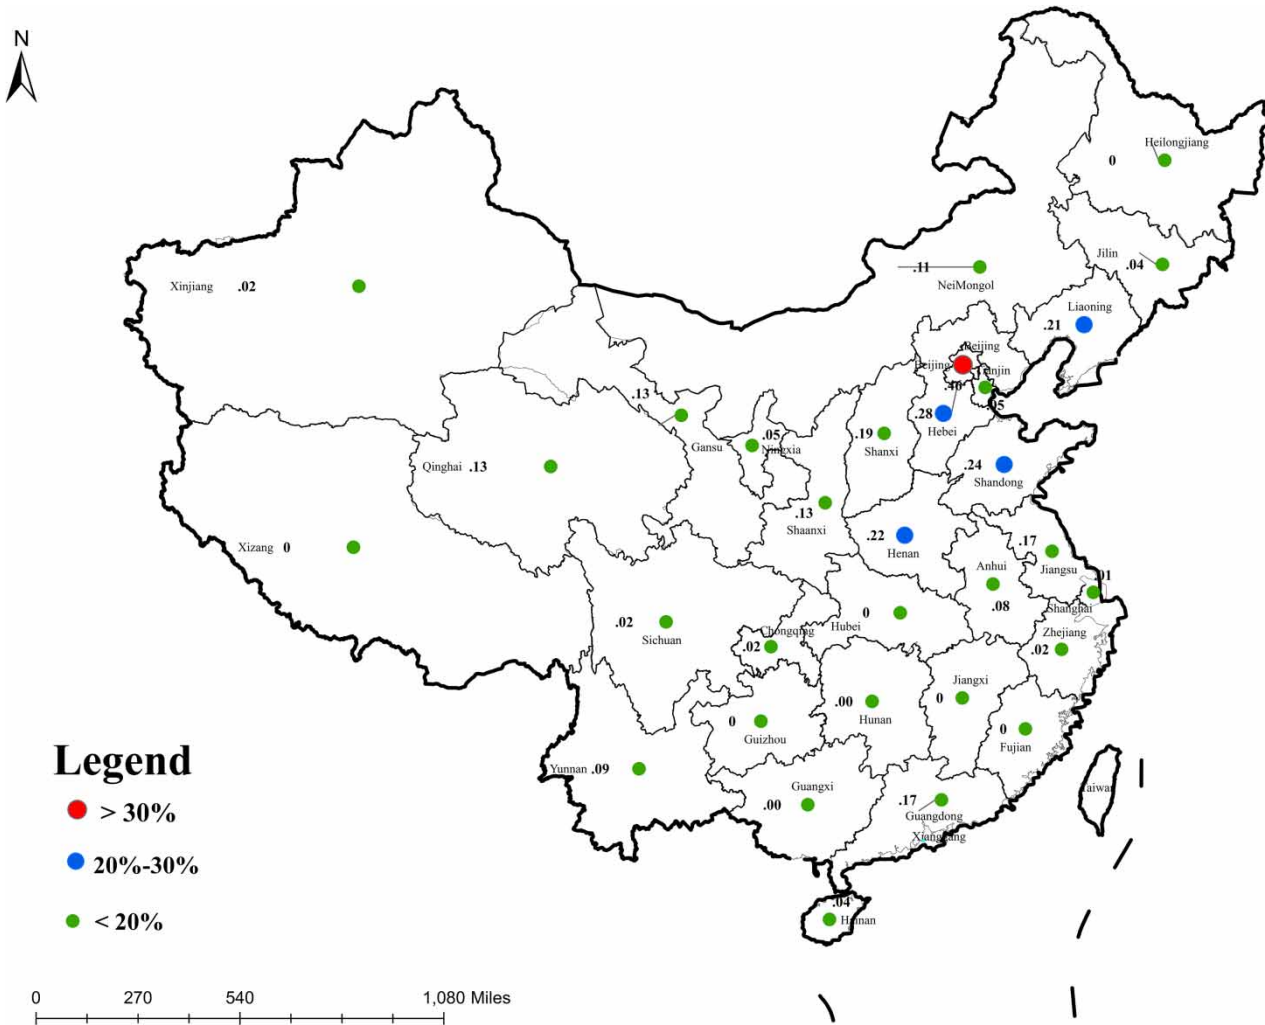 N
Heilongjiang
0
Jilin
.04
.11
NeiMongol
Liaoning
.21
Xinjiang .02
Beijing
Beijing
Tianjin
.46
.05
.28
Hebei
.13
Gansu
.05
Ningxia
.19
Shanxi
Qinghai .13
.24
Shandong
.13
Shaanxi
.22
Henan
.17
Jiangsu
Xizang 0
Anhui
.08
.01
Shanghai
.02
Sichuan
Chongqing
.02
Hubei 0
Zhejiang
.02
Jiangxi
0
.00
Hunan
0
Guizhou
0
Fujian
Yunnan .09
Guangxi
.00
.17
Guangdong
Xianggang
Taiwan
.04
Hainan
Legend
> 30%
20%-30%
< 20%
0 270 540 1,080 Miles